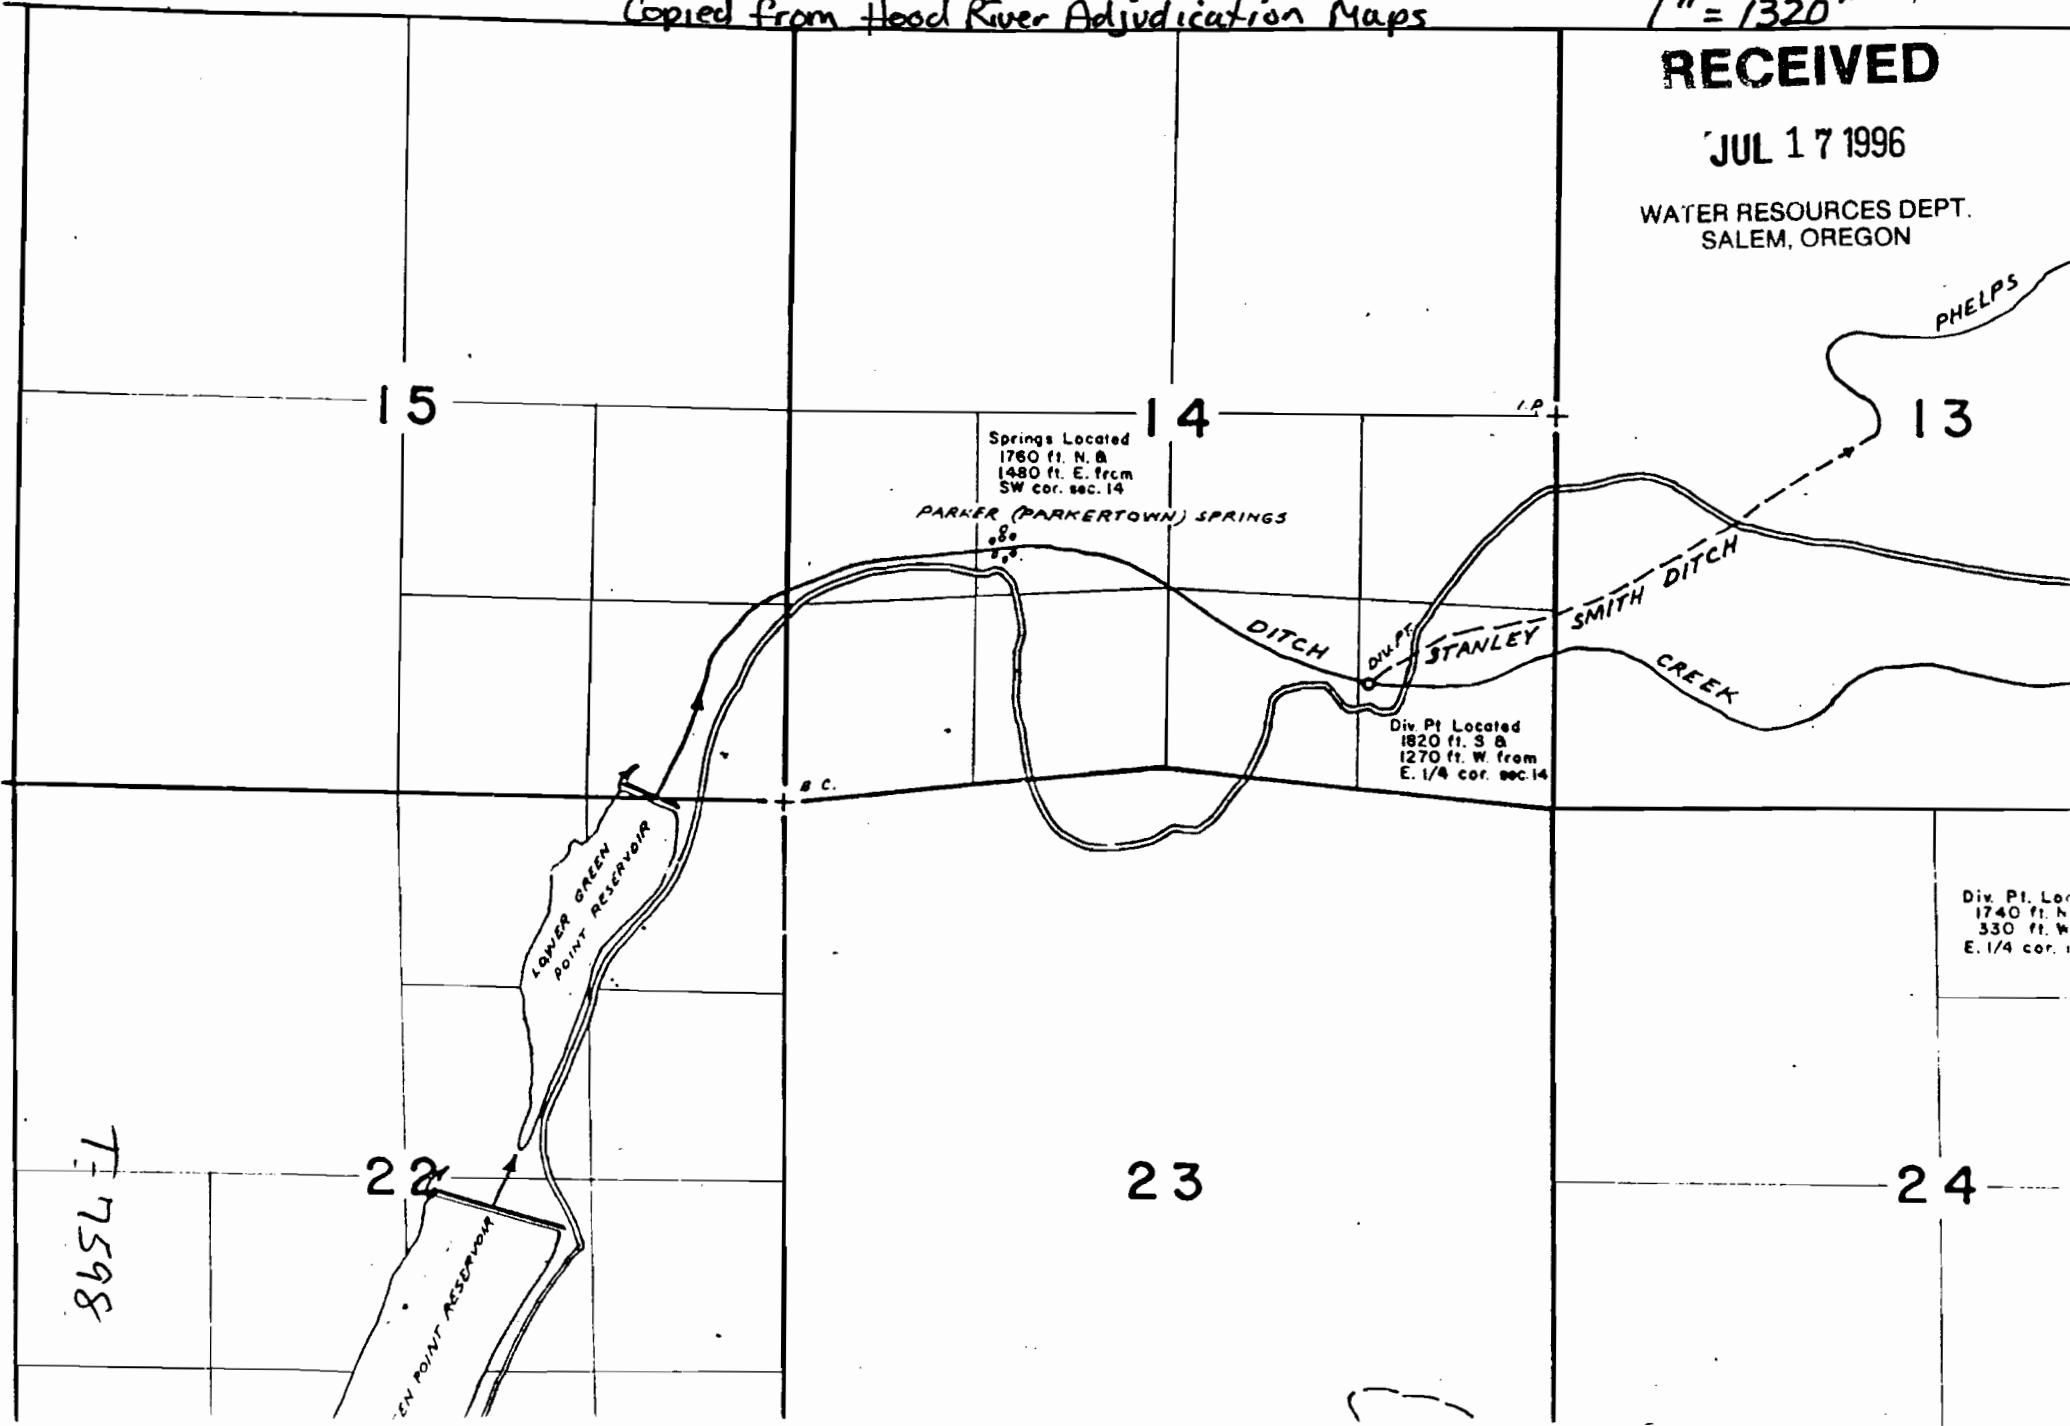 Copied from Hood River Adjudication Maps
1" = 1320'
RECEIVED
JUL 17 1996
WATER RESOURCES DEPT.
SALEM, OREGON
PHELPS
15
14
I.P
13
Springs Located
1760 ft. N. &
1480 ft. E. from
SW cor. sec. 14
PARKER (PARKERTOWN) SPRINGS
DITCH
DIV. PT.
STANLEY SMITH DITCH
CREEK
Div. Pt Located
1820 ft. S &
1270 ft. W. from
E. 1/4 cor. sec. 14
B C.
LOWER GREEN
POINT RESERVOIR
Div. Pt. Loc
1740 ft. N
330 ft. W
E. 1/4 cor.
22
23
24
EN POINT RESERVOIR
T-7598